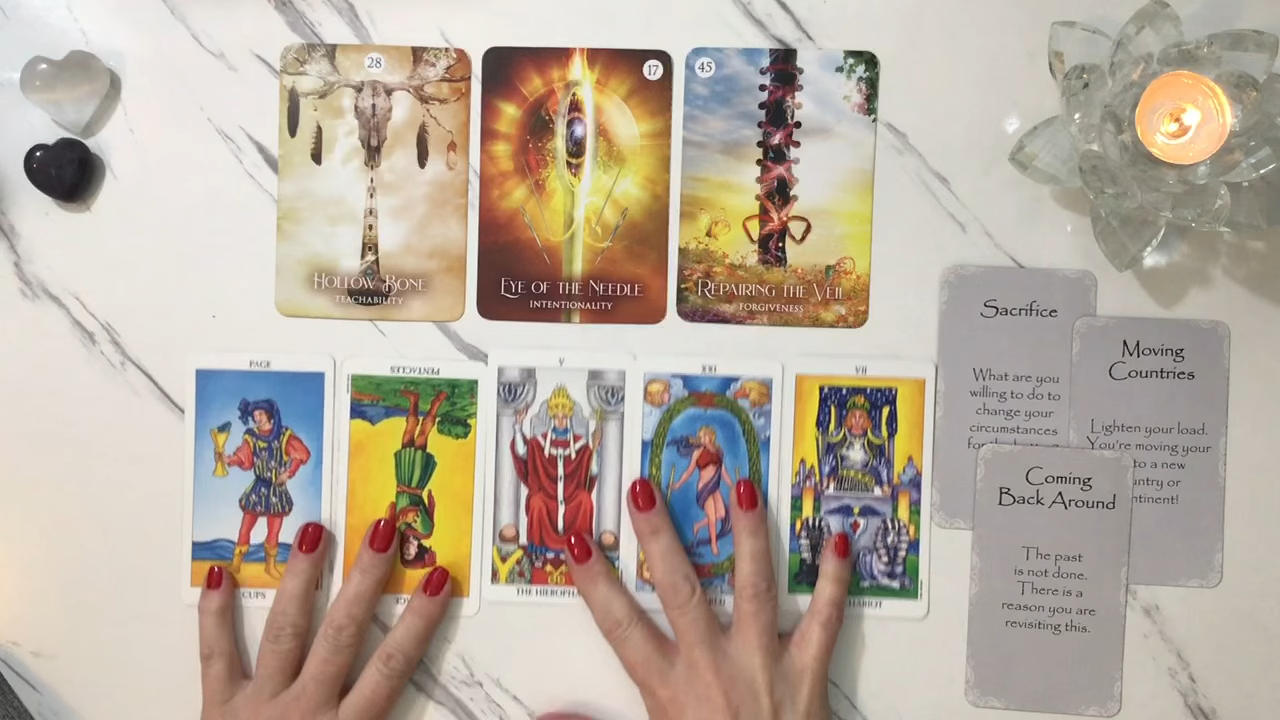 28
HOLLOW BONE
TEACHABILITY
17
EYE OF THE NEEDLE
INTENTIONALITY
45
REPAIRING THE VEIL
FORGIVENESS
PAGE
CUPS
PENTACLES
V
THE HIEROPHA
XXI
VII
HARIOT
Sacrifice
What are you
willing to do to
change your
circumstances
Moving
Countries
Lighten your load.
You're moving your
to a new
or
Coming
Back Around
The past
is not done.
There is a
reason you are
revisiting this.